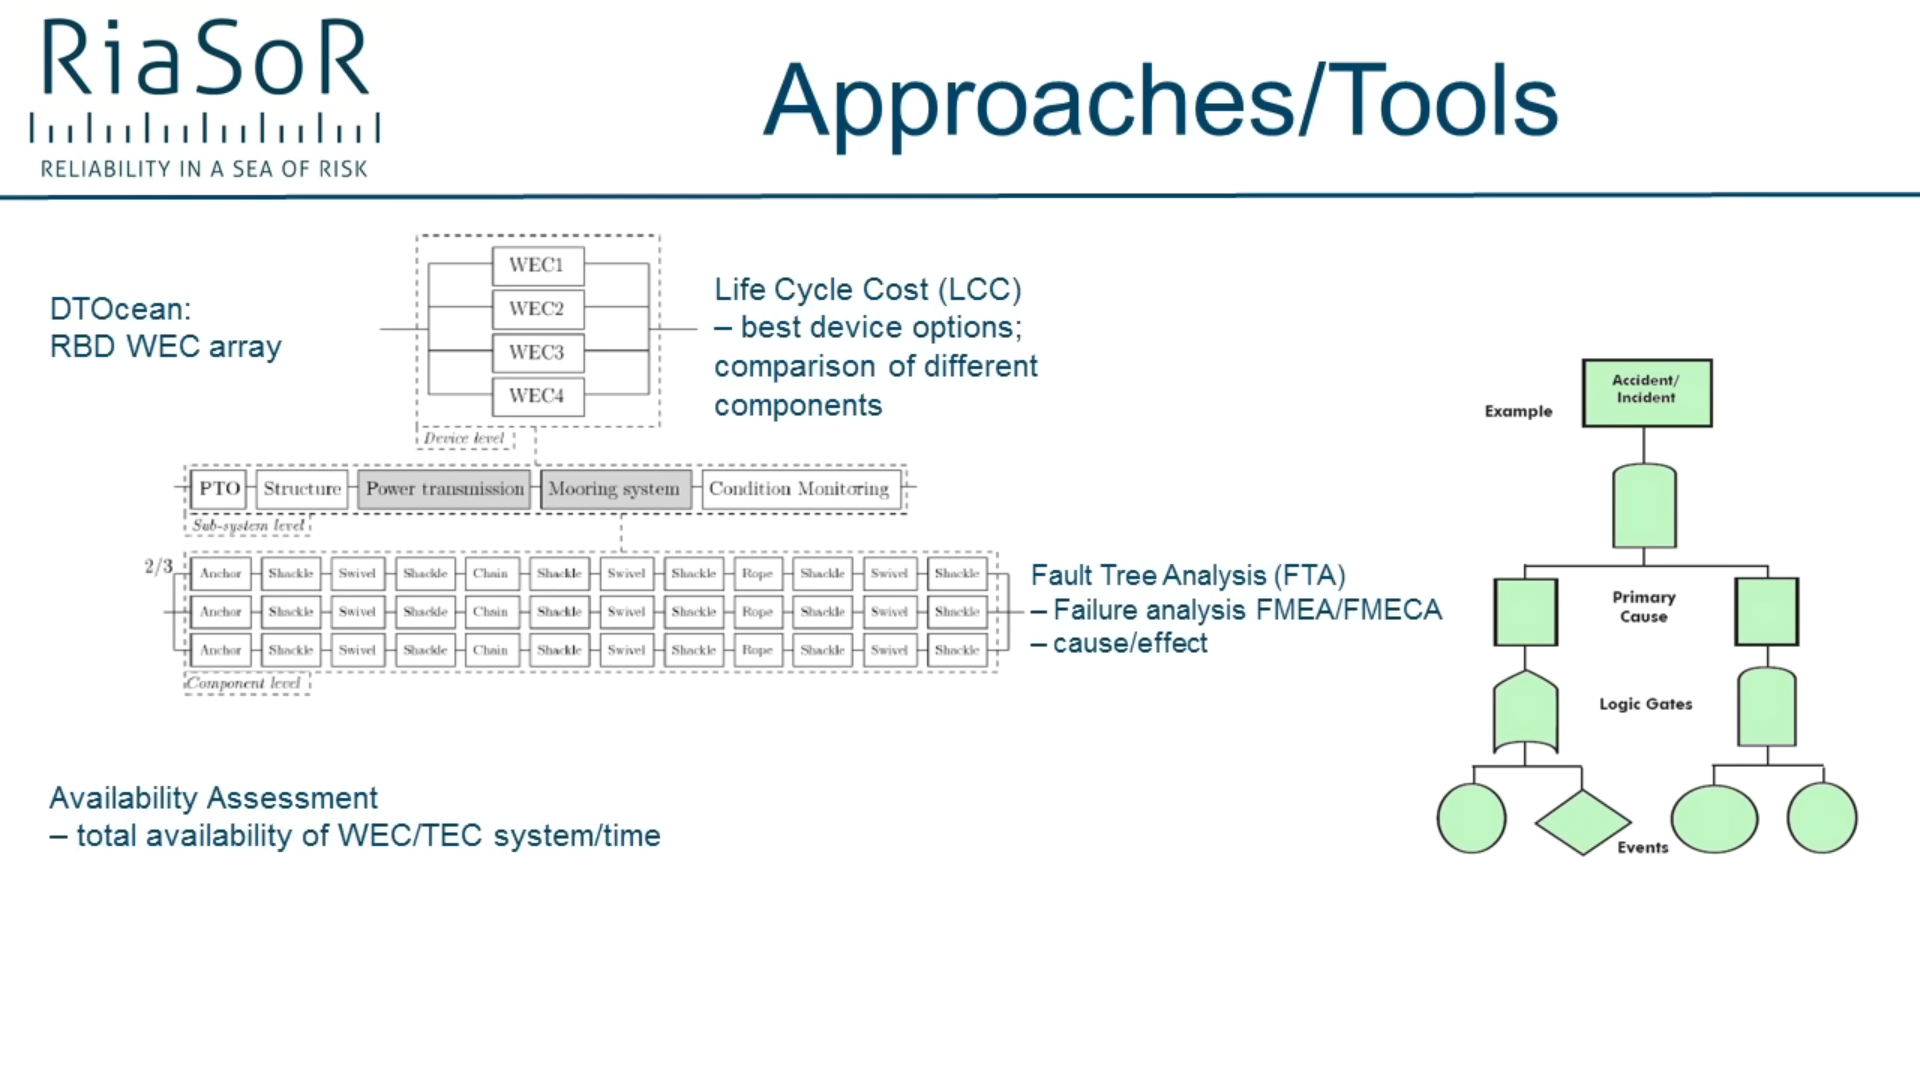 RiaSoR
RELIABILITY IN A SEA OF RISK
Approaches/Tools
DTOcean:
RBD WEC array
WEC1
WEC2
WEC3
WEC4
Device level
Life Cycle Cost (LCC)
– best device options;
comparison of different
components
PTO Structure Power transmission Mooring system Condition Monitoring
Sub-system level
2/3
Anchor Shackle Swivel Shackle Chain Shackle Swivel Shackle Rope Shackle Swivel Shackle
Anchor Shackle Swivel Shackle Chain Shackle Swivel Shackle Rope Shackle Swivel Shackle
Anchor Shackle Swivel Shackle Chain Shackle Swivel Shackle Rope Shackle Swivel Shackle
Component level
Fault Tree Analysis (FTA)
– Failure analysis FMEA/FMECA
– cause/effect
Example
Accident/
Incident
Primary
Cause
Logic Gates
Events
Availability Assessment
– total availability of WEC/TEC system/time